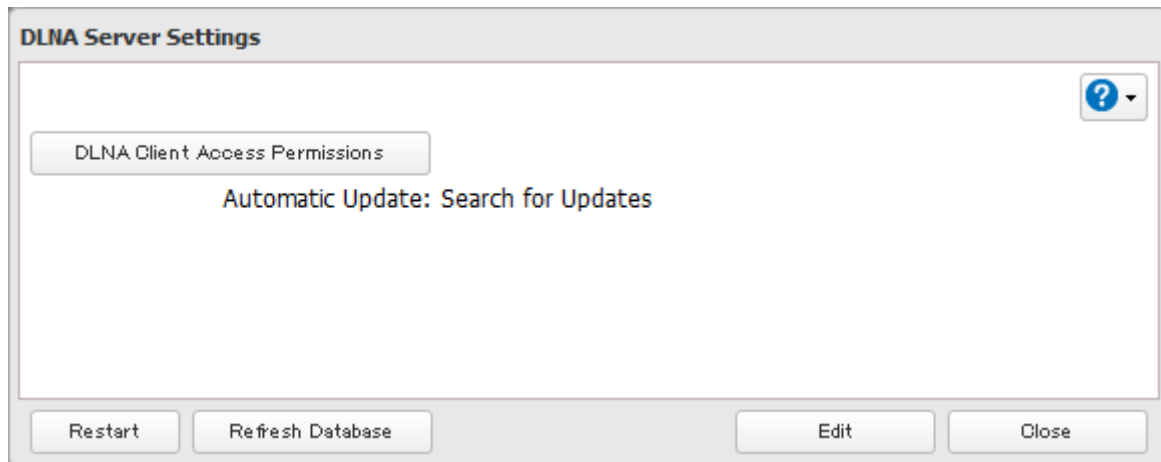 DLNA Server Settings
?
DLNA Client Access Permissions
Automatic Update: Search for Updates
Restart Refresh Database Edit Close